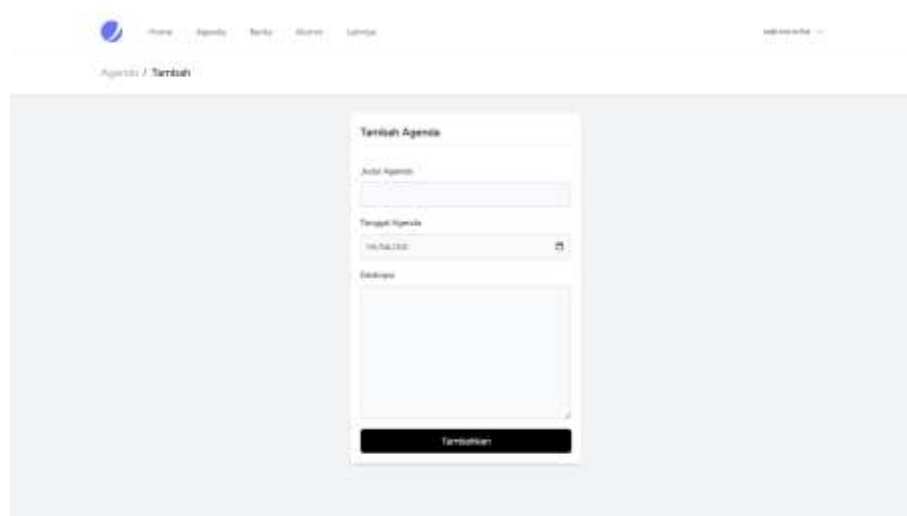 Home Agenda Berita Alumni Lainnya
Agenda / Tambah
Tambah Agenda
Judul Agenda
Tanggal Agenda
Deskripsi
Tambahkan